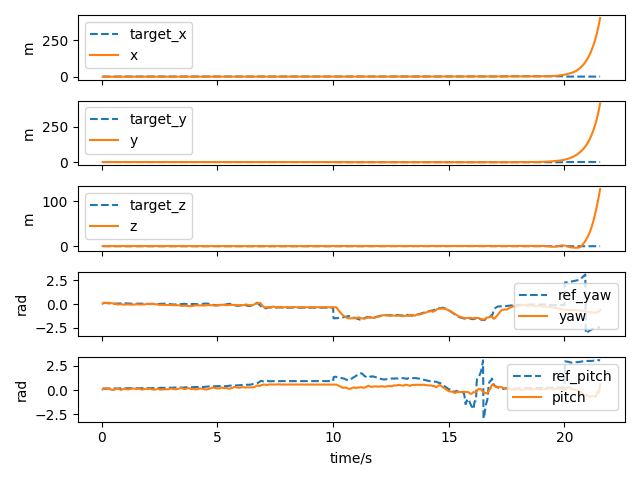 250
0
m
target_x
x
250
0
m
target_y
y
100
0
m
target_z
z
2.5
0.0
−2.5
rad
ref_yaw
yaw
2.5
0.0
−2.5
rad
ref_pitch
pitch
0 5 10 15 20
time/s